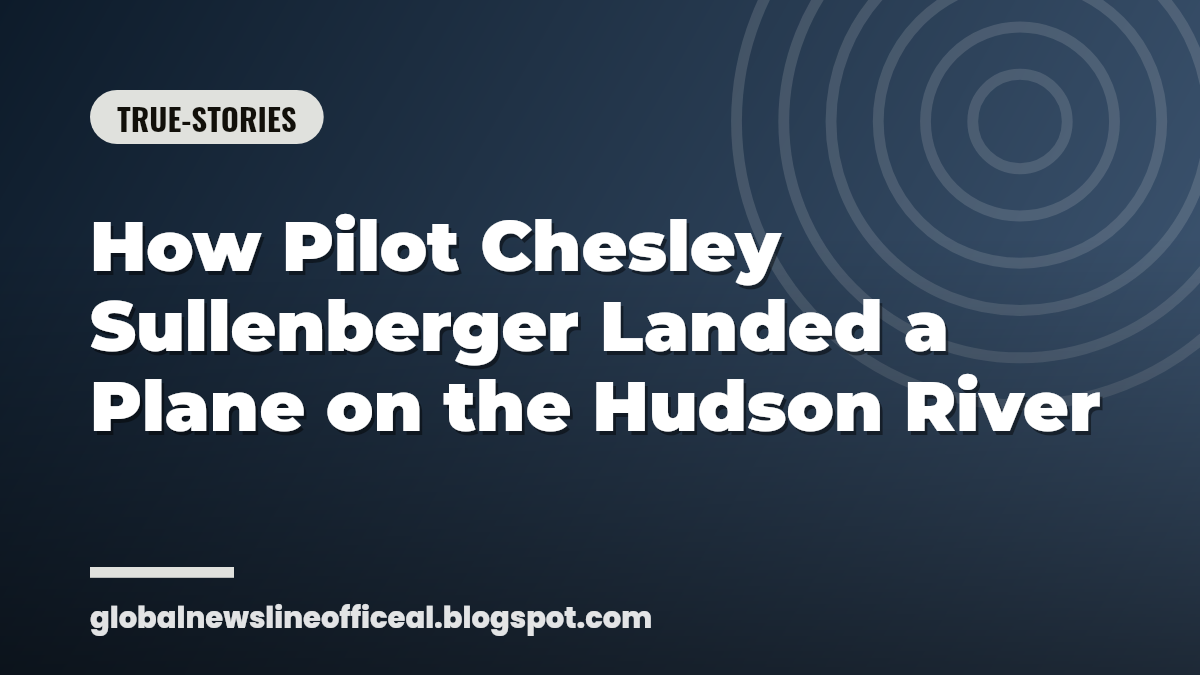 TRUE-STORIES
How Pilot Chesley
Sullenberger Landed a
Plane on the Hudson River
globalnewslineofficeal.blogspot.com